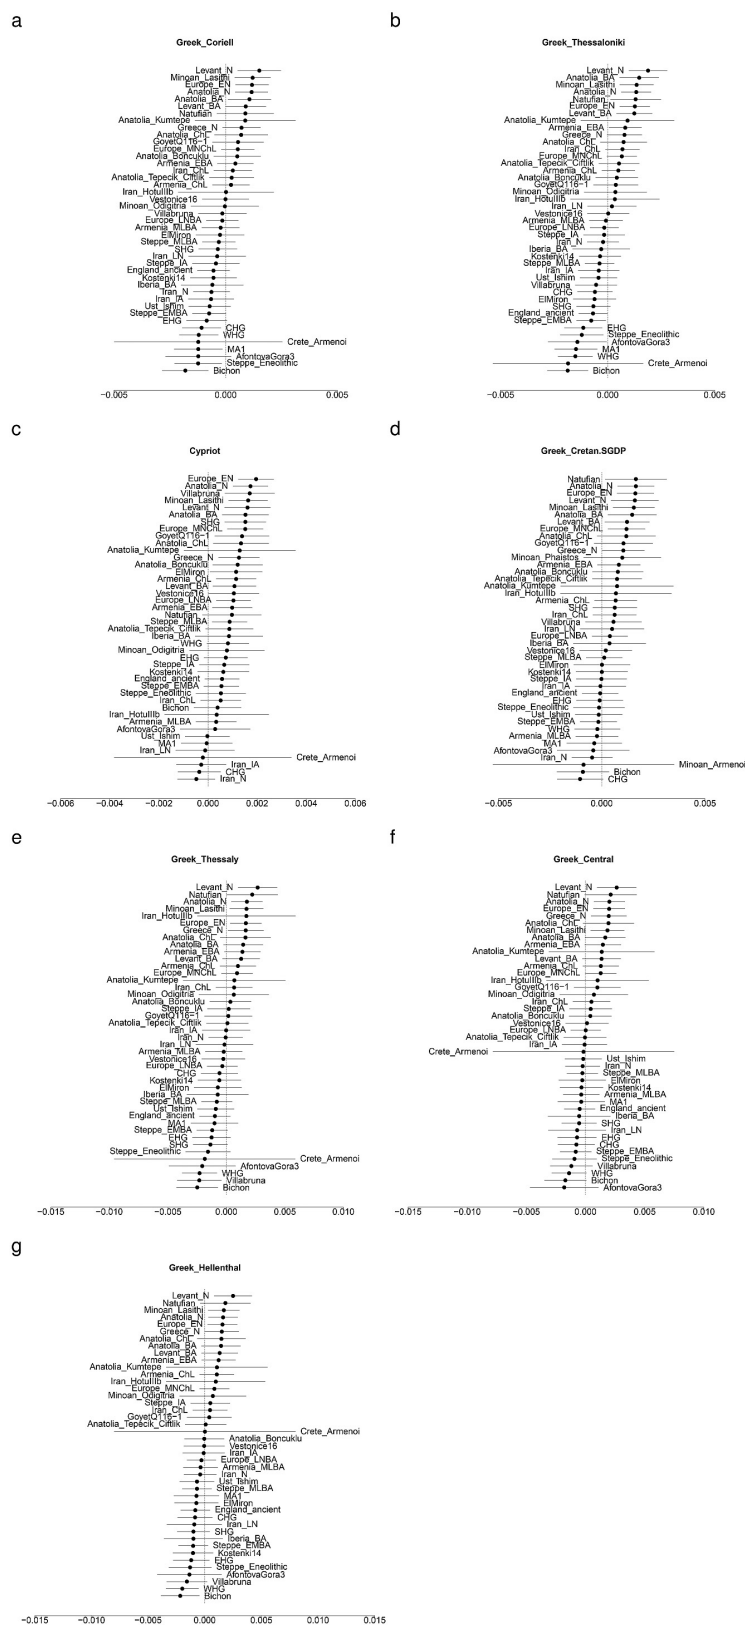 a
Greek_Coriell
Levant_N
Minoan_Lasithi
Europe_EN
Anatolia_N
Anatolia_BA
Levant_BA
Natufian
Anatolia_Kumtepe
Greece_N
Anatolia_ChL
GoyetQ116-1
Europe_MNChL
Anatolia_Boncuklu
Armenia_EBA
Iran_ChL
Anatolia_Tepecik_Ciftlik
Armenia_ChL
Iran_HotuIIIb
Vestonice16
Minoan_Odigitria
Villabruna
Europe_LNBA
Armenia_MLBA
ElMiron
Steppe_MLBA
SHG
Iran_LN
Steppe_IA
England_ancient
Kostenki14
Iberia_BA
Iran_N
Iran_IA
Ust_Ishim
Steppe_EMBA
EHG
CHG
WHG
Crete_Armenoi
MA1
AfontovaGora3
Steppe_Eneolithic
Bichon
−0.005 0.000 0.005
b
Greek_Thessaloniki
Levant_N
Anatolia_BA
Minoan_Lasithi
Anatolia_N
Natufian
Europe_EN
Levant_BA
Anatolia_Kumtepe
Armenia_EBA
Greece_N
Anatolia_ChL
Iran_ChL
Europe_MNChL
Anatolia_Tepecik_Ciftlik
Armenia_ChL
Anatolia_Boncuklu
GoyetQ116-1
Minoan_Odigitria
Iran_HotuIIIb
Iran_LN
Vestonice16
Armenia_MLBA
Europe_LNBA
Steppe_IA
Iran_N
Iberia_BA
Kostenki14
Steppe_MLBA
Iran_IA
Ust_Ishim
Villabruna
CHG
ElMiron
SHG
England_ancient
Steppe_EMBA
EHG
Steppe_Eneolithic
AfontovaGora3
MA1
WHG
Crete_Armenoi
Bichon
−0.005 0.000 0.005
c
Cypriot
Europe_EN
Anatolia_N
Villabruna
Minoan_Lasithi
Levant_N
Anatolia_BA
SHG
Europe_MNChL
GoyetQ116-1
Anatolia_ChL
Anatolia_Kumtepe
Greece_N
Anatolia_Boncuklu
ElMiron
Armenia_ChL
Levant_BA
Vestonice16
Europe_LNBA
Armenia_EBA
Natufian
Steppe_MLBA
Anatolia_Tepecik_Ciftlik
Iberia_BA
WHG
Minoan_Odigitria
EHG
Steppe_IA
Kostenki14
England_ancient
Steppe_EMBA
Steppe_Eneolithic
Iran_ChL
Bichon
Iran_HotuIIIb
Armenia_MLBA
AfontovaGora3
Ust_Ishim
MA1
Iran_LN
Crete_Armenoi
Iran_IA
CHG
Iran_N
−0.006 −0.004 −0.002 0.000 0.002 0.004 0.006
d
Greek_Cretan.SGDP
Natufian
Anatolia_N
Europe_EN
Levant_N
Minoan_Lasithi
Anatolia_BA
Levant_BA
Europe_MNChL
Anatolia_ChL
GoyetQ116-1
Greece_N
Minoan_Phaistos
Armenia_EBA
Anatolia_Boncuklu
Anatolia_Tepecik_Ciftlik
Anatolia_Kumtepe
Iran_HotuIIIb
Armenia_ChL
SHG
Iran_ChL
Villabruna
Iran_LN
Europe_LNBA
Iberia_BA
Vestonice16
Steppe_MLBA
ElMiron
Kostenki14
Steppe_IA
Iran_IA
England_ancient
EHG
Steppe_Eneolithic
Ust_Ishim
Steppe_EMBA
WHG
Armenia_MLBA
MA1
AfontovaGora3
Iran_N
Minoan_Armenoi
Bichon
CHG
−0.005 0.000 0.005
e
Greek_Thessaly
Levant_N
Natufian
Anatolia_N
Minoan_Lasithi
Iran_HotuIIIb
Europe_EN
Greece_N
Anatolia_ChL
Anatolia_BA
Armenia_EBA
Levant_BA
Armenia_ChL
Europe_MNChL
Anatolia_Kumtepe
Iran_ChL
Minoan_Odigitria
Anatolia_Boncuklu
Steppe_IA
GoyetQ116-1
Anatolia_Tepecik_Ciftlik
Iran_IA
Iran_N
Iran_LN
Armenia_MLBA
Vestonice16
Europe_LNBA
CHG
Kostenki14
ElMiron
Iberia_BA
Steppe_MLBA
Ust_Ishim
England_ancient
MA1
Steppe_EMBA
EHG
SHG
Steppe_Eneolithic
Crete_Armenoi
AfontovaGora3
WHG
Villabruna
Bichon
−0.015 −0.010 −0.005 0.000 0.005 0.010
f
Greek_Central
Levant_N
Natufian
Anatolia_N
Europe_EN
Greece_N
Anatolia_ChL
Minoan_Lasithi
Anatolia_BA
Armenia_EBA
Anatolia_Kumtepe
Levant_BA
Armenia_ChL
Europe_MNChL
Iran_HotuIIIb
GoyetQ116-1
Minoan_Odigitria
Iran_ChL
Steppe_IA
Anatolia_Boncuklu
Vestonice16
Europe_LNBA
Anatolia_Tepecik_Ciftlik
Iran_IA
Crete_Armenoi
Ust_Ishim
Iran_N
Steppe_MLBA
ElMiron
Kostenki14
Armenia_MLBA
MA1
England_ancient
Iberia_BA
SHG
Iran_LN
EHG
CHG
Steppe_EMBA
Steppe_Eneolithic
Villabruna
WHG
Bichon
AfontovaGora3
−0.015 −0.010 −0.005 0.000 0.005 0.010
g
Greek_Hellenthal
Levant_N
Natufian
Minoan_Lasithi
Anatolia_N
Europe_EN
Greece_N
Anatolia_ChL
Anatolia_BA
Levant_BA
Armenia_EBA
Anatolia_Kumtepe
Armenia_ChL
Iran_HotuIIIb
Europe_MNChL
Minoan_Odigitria
Steppe_IA
Iran_ChL
GoyetQ116-1
Anatolia_Tepecik_Ciftlik
Crete_Armenoi
Anatolia_Boncuklu
Vestonice16
Iran_IA
Europe_LNBA
Armenia_MLBA
Iran_N
Ust_Ishim
Steppe_MLBA
MA1
ElMiron
England_ancient
CHG
Iran_LN
SHG
Iberia_BA
Steppe_EMBA
Kostenki14
EHG
Steppe_Eneolithic
AfontovaGora3
Villabruna
WHG
Bichon
−0.015 −0.010 −0.005 0.000 0.005 0.010 0.015